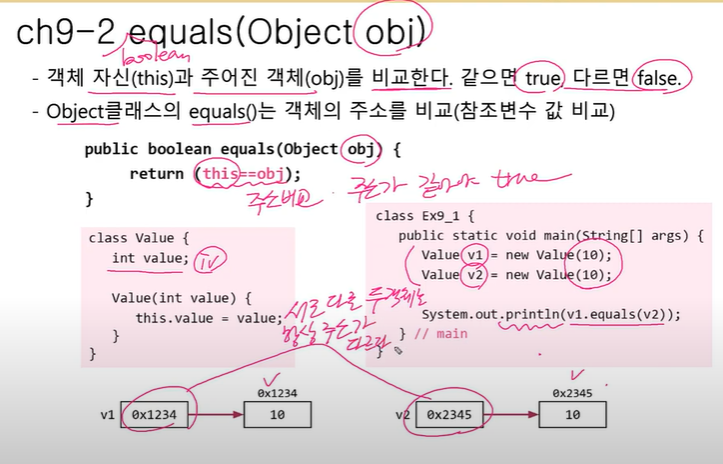 ch9-2 equals(Object obj)
boolean
- 객체 자신(this)과 주어진 객체(obj)를 비교한다. 같으면 true, 다르면 false.
- Object클래스의 equals()는 객체의 주소를 비교(참조변수 값 비교)
public boolean equals(Object obj) {
return (this==obj);
}
주소비교. 주소가 같아야 true
class Value {
int value; iv
Value(int value) {
this.value = value;
}
}
서로 다른 두객체는
항상 주소가
다르다
class Ex9_1 {
public static void main(String[] args) {
Value v1 = new Value(10);
Value v2 = new Value(10);
System.out.println(v1.equals(v2));
} // main
}
0x1234
v1 0x1234 10
0x2345
v2 0x2345 10